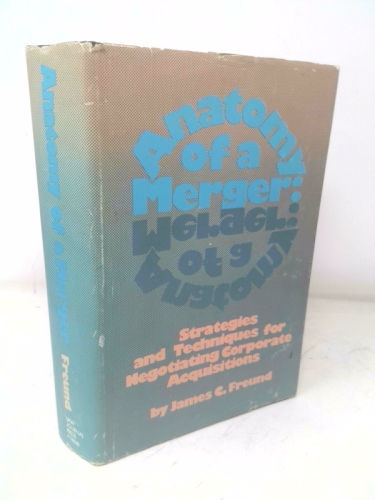 Anatomy
of a
Merger:
Merger:
of a
Anatomy
Strategies
and Techniques for
Negotiating Corporate
Acquisitions
by James C. Freund
Anatomy of a Merger Freund